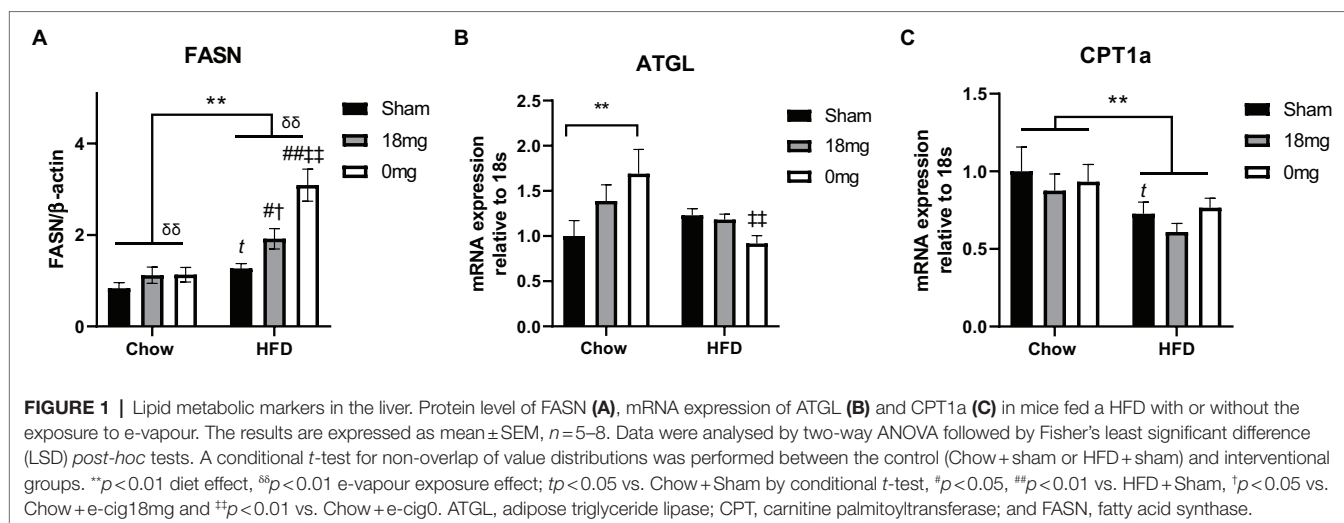 A
FASN
FASN/β-actin
4
2
0
**
δδ
δδ
t
#†
##‡‡
Chow
HFD
Sham
18mg
0mg
B
ATGL
mRNA expression
relative to 18s
2.5
2.0
1.5
1.0
0.5
0.0
**
‡‡
Chow
HFD
Sham
18mg
0mg
C
CPT1a
mRNA expression
relative to 18s
1.5
1.0
0.5
0.0
**
t
Chow
HFD
Sham
18mg
0mg
FIGURE 1 | Lipid metabolic markers in the liver. Protein level of FASN (A), mRNA expression of ATGL (B) and CPT1a (C) in mice fed a HFD with or without the
exposure to e-vapour. The results are expressed as mean ± SEM, n = 5–8. Data were analysed by two-way ANOVA followed by Fisher's least significant difference
(LSD) post-hoc tests. A conditional t-test for non-overlap of value distributions was performed between the control (Chow + sham or HFD + sham) and interventional
groups. **p < 0.01 diet effect, δδp < 0.01 e-vapour exposure effect; tp < 0.05 vs. Chow + Sham by conditional t-test, #p < 0.05, ##p < 0.01 vs. HFD + Sham, †p < 0.05 vs.
Chow + e-cig18mg and ‡‡p < 0.01 vs. Chow + e-cig0. ATGL, adipose triglyceride lipase; CPT, carnitine palmitoyltransferase; and FASN, fatty acid synthase.